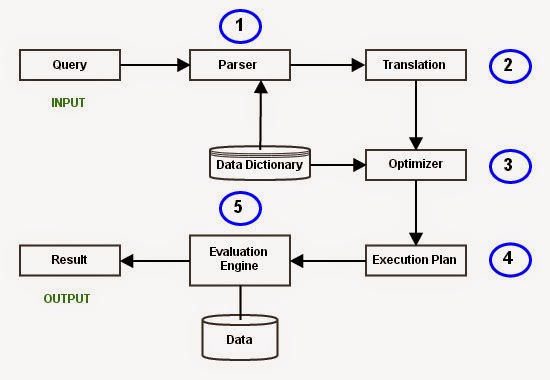 1
Query
Parser
Translation
2
INPUT
Data Dictionary
Optimizer
3
5
Result
Evaluation
Engine
Execution Plan
4
OUTPUT
Data